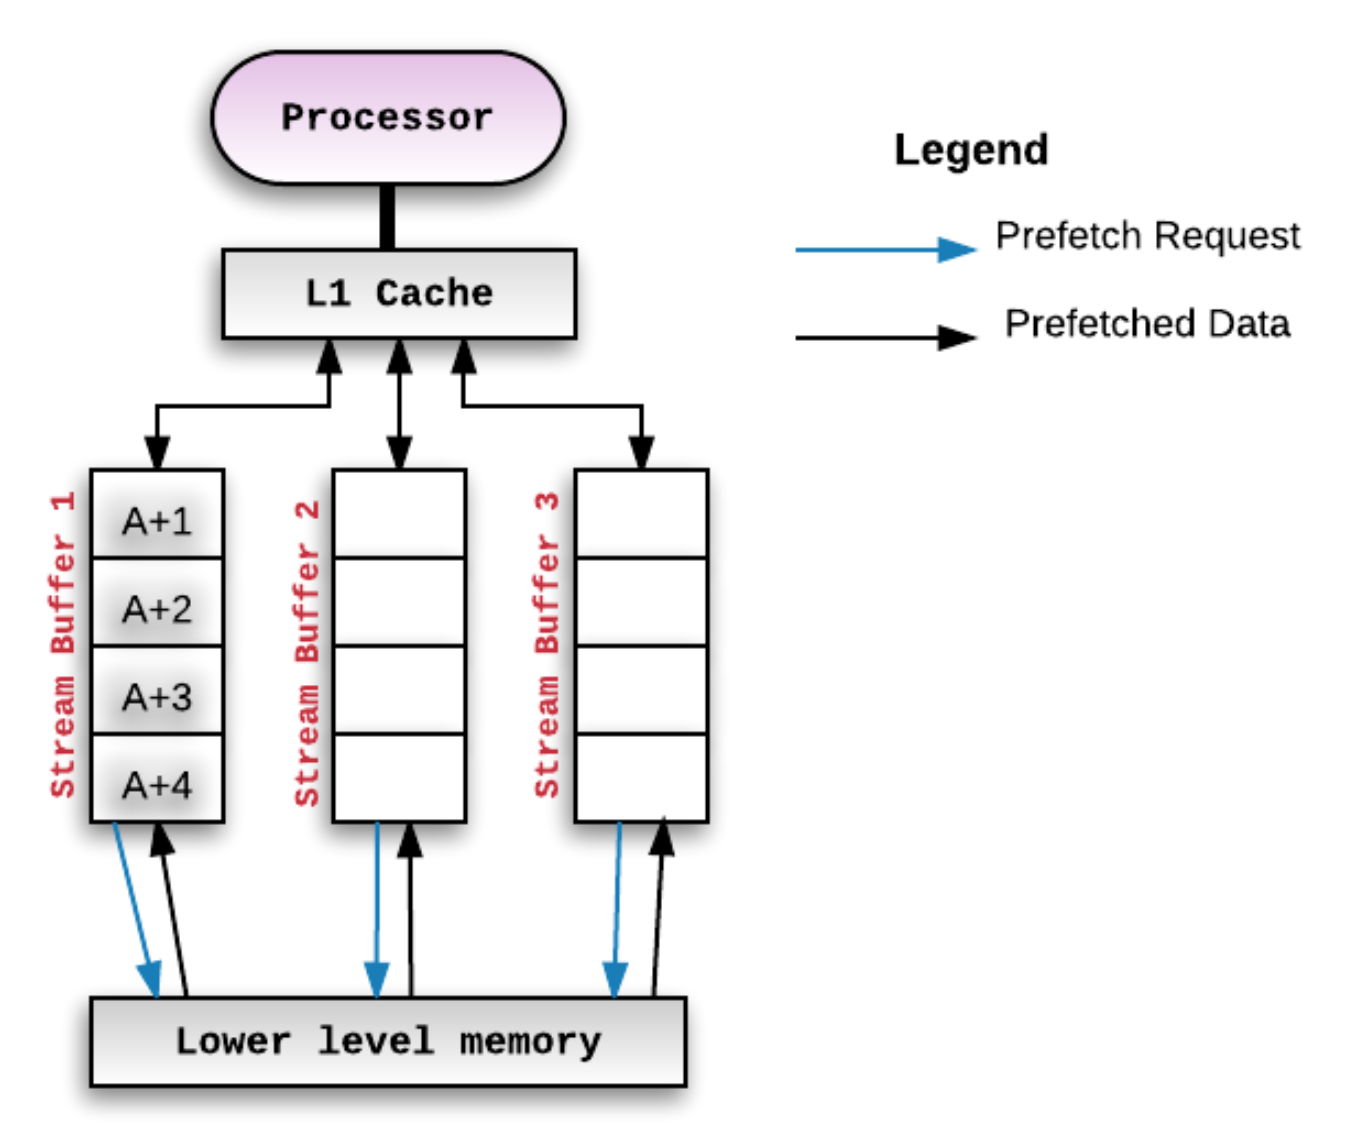 Processor
Legend
Prefetch Request
L1 Cache
Prefetched Data
Stream Buffer 1
A+1
A+2
A+3
A+4
Stream Buffer 2
Stream Buffer 3
Lower level memory